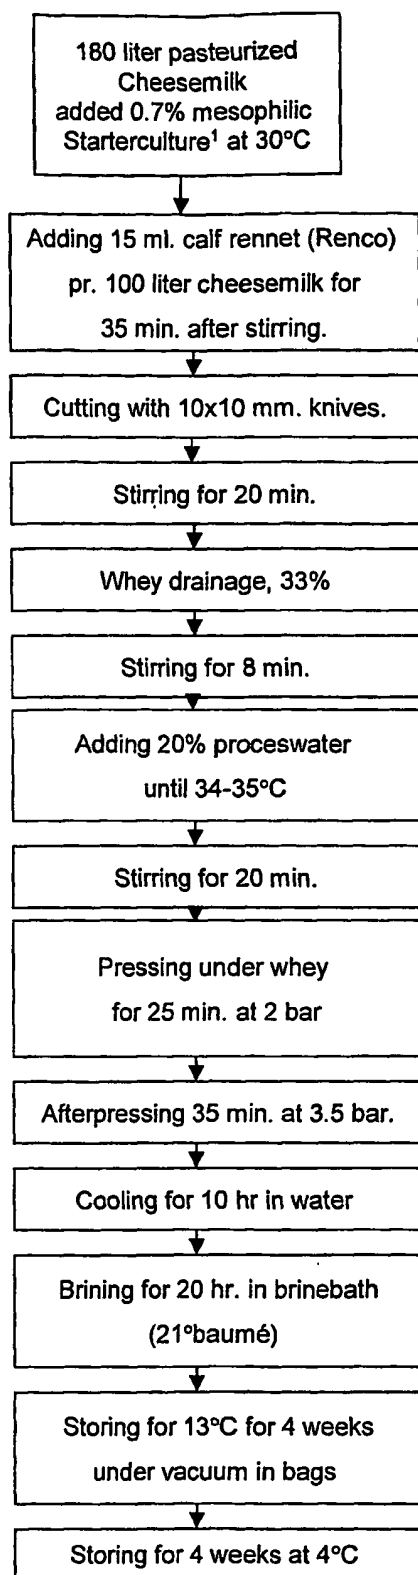 180 liter pasteurized
Cheesemilk
added 0.7% mesophilic
Starterculture¹ at 30°C
Adding 15 ml. calf rennet (Renco)
pr. 100 liter cheesemilk for
35 min. after stirring.
Cutting with 10x10 mm. knives.
Stirring for 20 min.
Whey drainage, 33%
Stirring for 8 min.
Adding 20% proceswater
until 34-35°C
Stirring for 20 min.
Pressing under whey
for 25 min. at 2 bar
Afterpressing 35 min. at 3.5 bar.
Cooling for 10 hr in water
Brining for 20 hr. in brinebath
(21°baumé)
Storing for 13°C for 4 weeks
under vacuum in bags
Storing for 4 weeks at 4°C